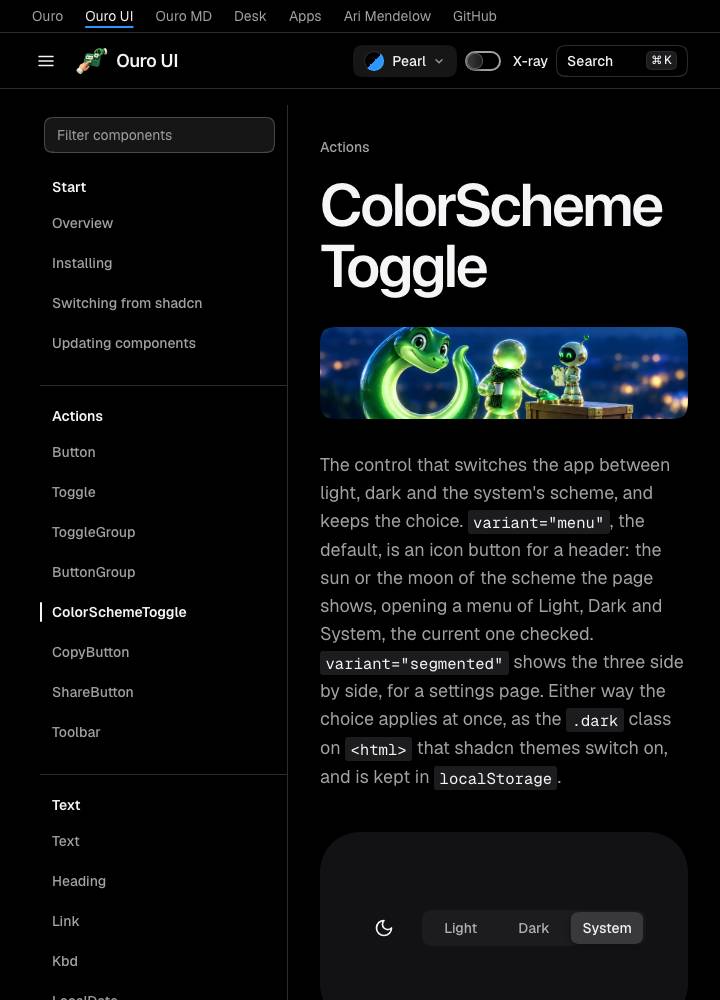 Ouro Ouro UI Ouro MD Desk Apps Ari Mendelow GitHub
Ouro UI Pearl X-ray Search ⌘ K
Filter components
Start
Overview
Installing
Switching from shadcn
Updating components
Actions
Button
Toggle
ToggleGroup
ButtonGroup
ColorSchemeToggle
CopyButton
ShareButton
Toolbar
Text
Text
Heading
Link
Kbd
LocalDate
Actions
ColorScheme
Toggle
The control that switches the app between
light, dark and the system's scheme, and
keeps the choice. variant="menu", the
default, is an icon button for a header: the
sun or the moon of the scheme the page
shows, opening a menu of Light, Dark and
System, the current one checked.
variant="segmented" shows the three side
by side, for a settings page. Either way the
choice applies at once, as the .dark class
on <html> that shadcn themes switch on,
and is kept in localStorage.
Light Dark System